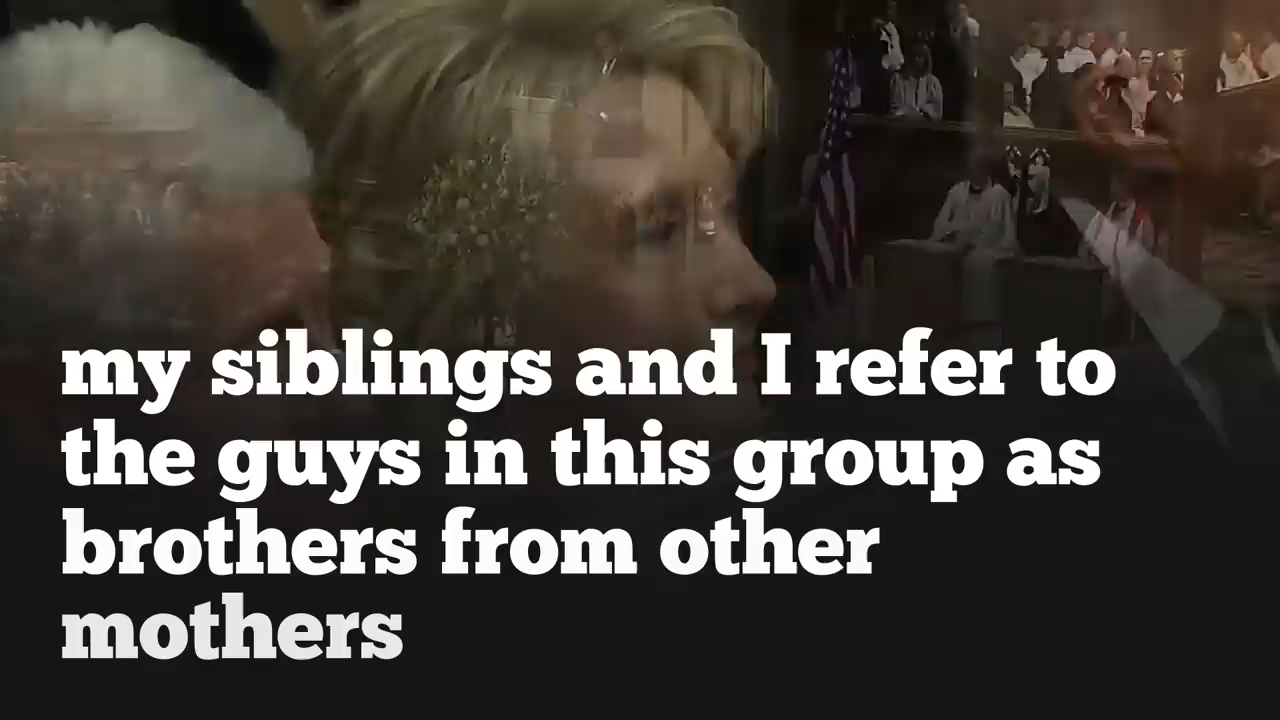 my siblings and I refer to
the guys in this group as
brothers from other
mothers